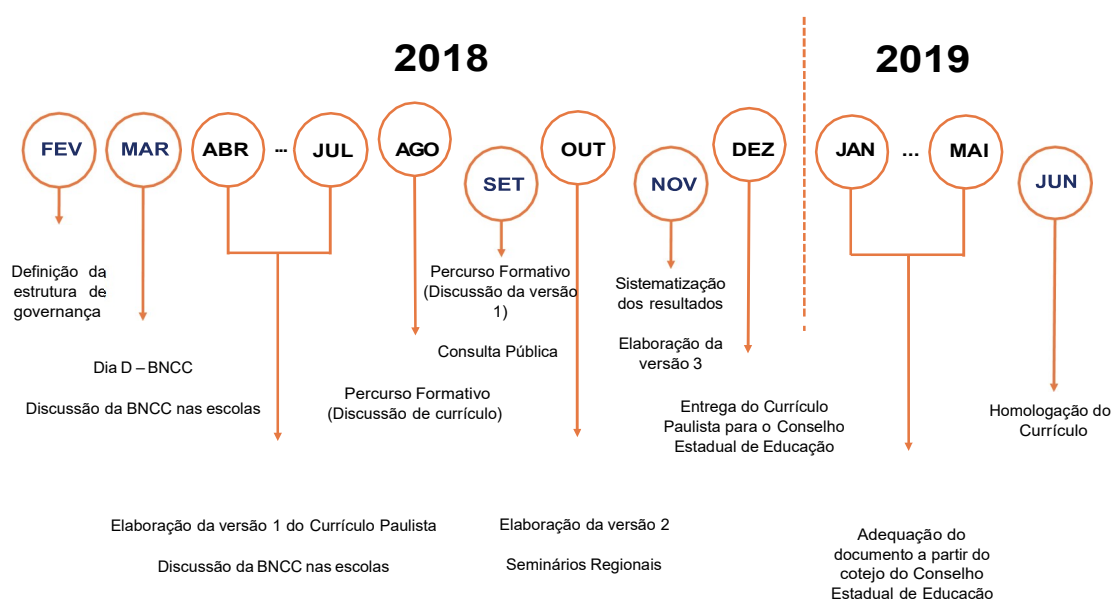 2018
2019
FEV
MAR
ABR
...
JUL
AGO
SET
OUT
NOV
DEZ
JAN
...
MAI
JUN
Definição da
estrutura de
governança
Dia D – BNCC
Discussão da BNCC nas escolas
Elaboração da versão 1 do Currículo Paulista
Discussão da BNCC nas escolas
Percurso Formativo
(Discussão de currículo)
Percurso Formativo
(Discussão da versão
1)
Consulta Pública
Elaboração da versão 2
Seminários Regionais
Sistematização
dos resultados
Elaboração da
versão 3
Entrega do Currículo
Paulista para o Conselho
Estadual de Educação
Adequação do
documento a partir do
cotejo do Conselho
Estadual de Educação
Homologação do
Currículo